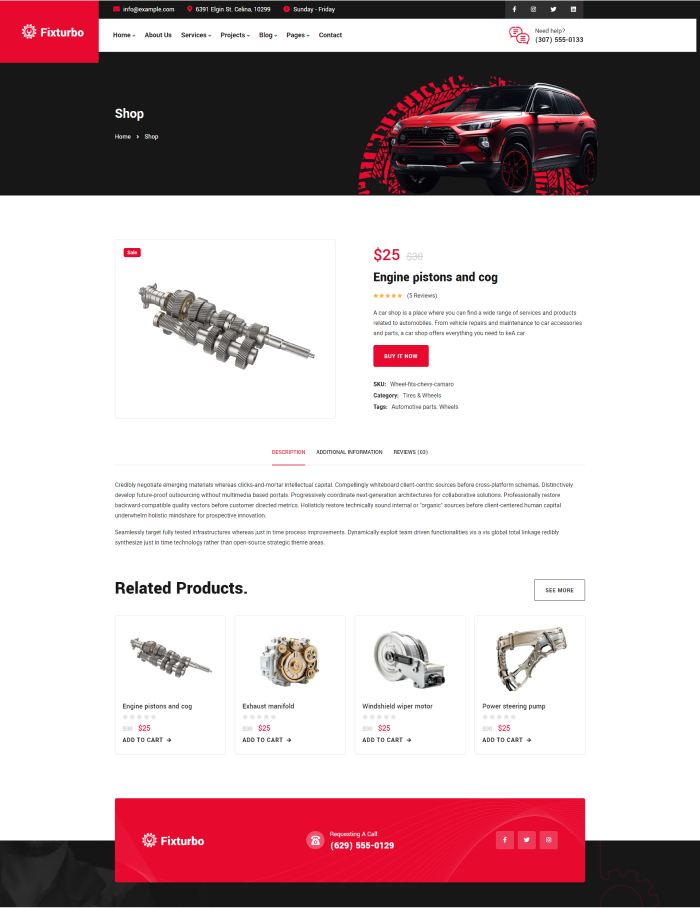 info@example.com
6391 Elgin St. Celina, 10299
Sunday - Friday
Fixturbo
Home
About Us
Services
Projects
Blog
Pages
Contact
Need help?
(307) 555-0133
Shop
Home
Shop
Sale
$25 $30
Engine pistons and cog
(5 Reviews)
A car shop is a place where you can find a wide range of services and products
related to automobiles. From vehicle repairs and maintenance to car accessories
and parts, a car shop offers everything you need to keA car
BUY IT NOW
SKU: Wheel-fits-chevy-camaro
Category: Tires & Wheels
Tags: Automotive parts, Wheels
DESCRIPTION
ADDITIONAL INFORMATION
REVIEWS (03)
Credibly negotiate emerging materials whereas clicks-and-mortar intellectual capital. Compellingly whiteboard client-centric sources before cross-platform schemas. Distinctively
develop future-proof outsourcing without multimedia based portals. Progressively coordinate next-generation architectures for collaborative solutions. Professionally restore
backward-compatible quality vectors before customer directed metrics. Holisticly restore technically sound internal or "organic" sources before client-centered human capital
underwhelm holistic mindshare for prospective innovation.
Seamlessly target fully tested infrastructures whereas just in time process improvements. Dynamically exploit team driven functionalities vis a vis global total linkage redibly
synthesize just in time technology rather than open-source strategic theme areas.
Related Products.
SEE MORE
Engine pistons and cog
$30 $25
ADD TO CART
Exhaust manifold
$30 $25
ADD TO CART
Windshield wiper motor
$30 $25
ADD TO CART
Power steering pump
$30 $25
ADD TO CART
Fixturbo
Requesting A Call
(629) 555-0129